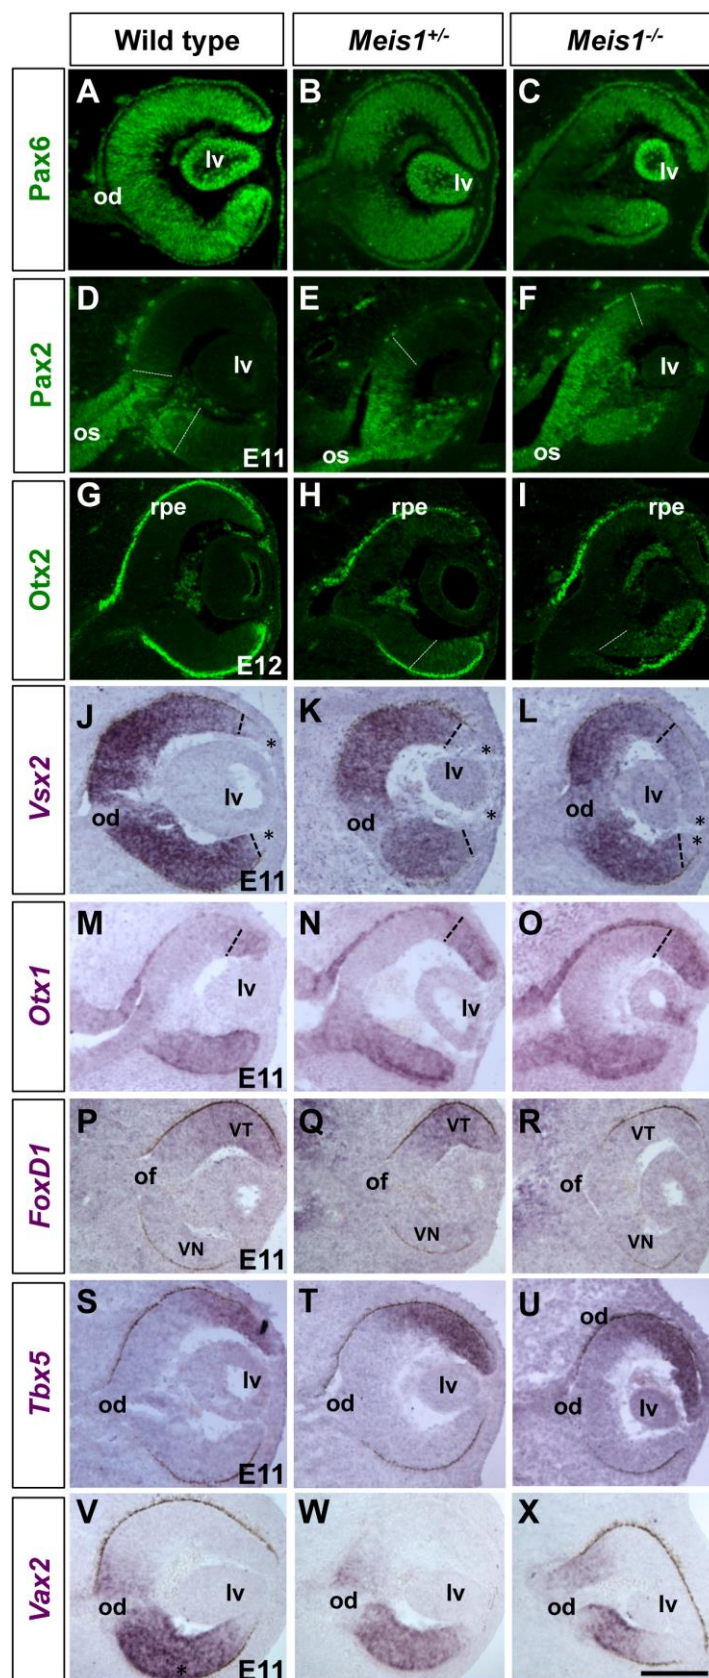 Wild type Meis1+/- Meis1-/-
Pax6
A lv od
B lv
C lv
Pax2
D lv os E11
E os
F lv os
Otx2
G rpe E12
H rpe
I rpe
Vsx2
J * lv od * E11
K * lv * od
L lv od * *
Otx1
M lv E11
N lv
O
FoxD1
P VT of VN E11
Q VT of VN
R VT of VN
Tbx5
S lv od E11
T lv od
U od lv od
Vax2
V lv od * E11
W lv od
X lv od